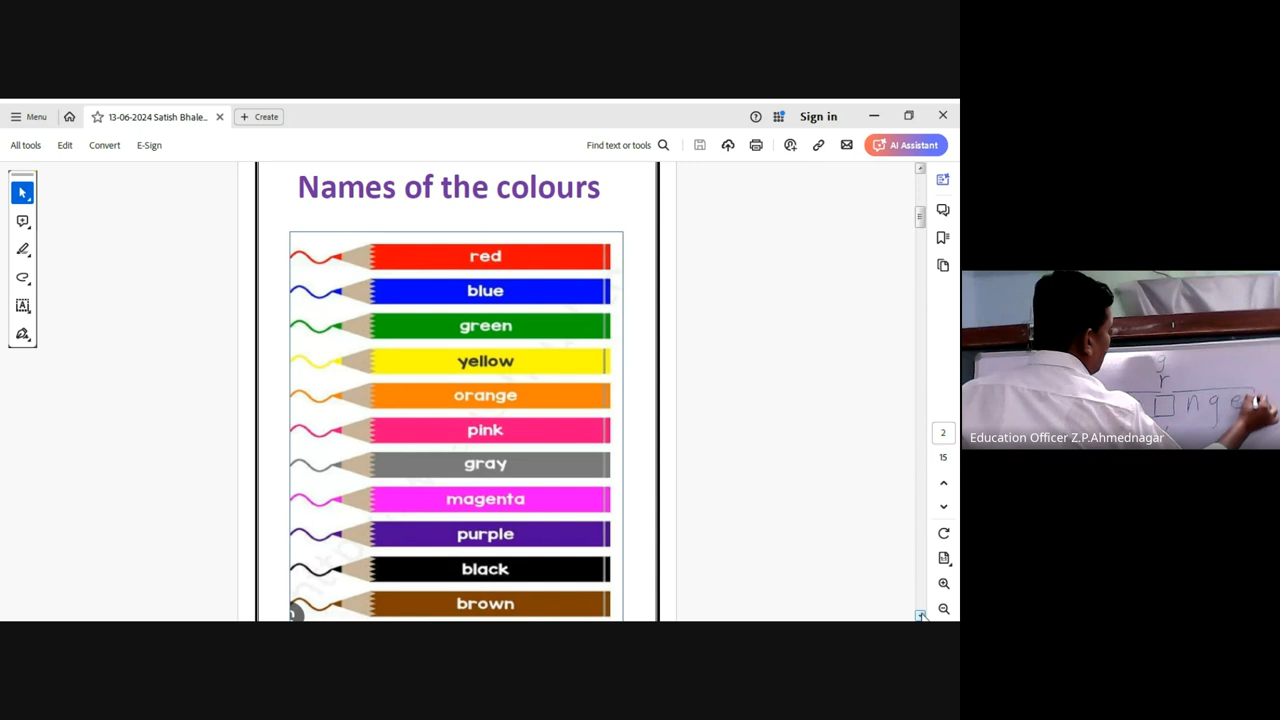 Menu
13-06-2024 Satish Bhale...
Create
Sign in
All tools
Edit
Convert
E-Sign
Find text or tools
AI Assistant
Names of the colours
red
blue
green
yellow
orange
pink
gray
magenta
purple
black
brown
2
15
g
r
n g e
Education Officer Z.P.Ahmednagar